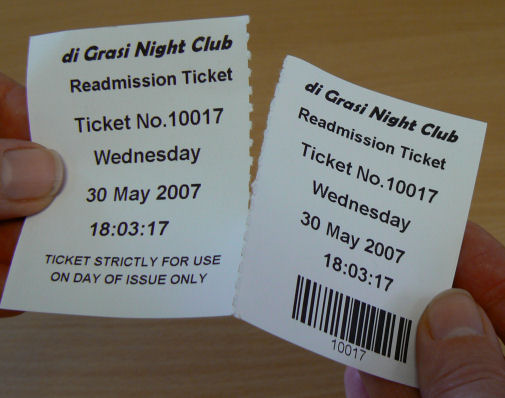 di Grasi Night Club
Readmission Ticket
Ticket No.10017
Wednesday
30 May 2007
18:03:17
TICKET STRICTLY FOR USE
ON DAY OF ISSUE ONLY
di Grasi Night Club
Readmission Ticket
Ticket No.10017
Wednesday
30 May 2007
18:03:17
10017